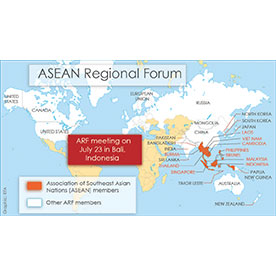 ASEAN Regional Forum
EUROPEAN
UNION
RUSSIA
CANADA
UNITED STATES
MONGOLIA
CHINA
NORTH KOREA
JAPAN
SOUTH KOREA
LAOS
VIETNAM
CAMBODIA
PAKISTAN
BANGLADESH
BURMA
INDIA
SRI LANKA
THAILAND
SINGAPORE
PHILIPPINES
BRUNEI
MALAYSIA
INDONESIA
PAPUA
NEW GUINEA
TIMOR LESTE
AUSTRALIA
NEW ZEALAND
ARF meeting on
July 23 in Bali,
Indonesia
Association of Southeast Asian
Nations (ASEAN) members
Other ARF members